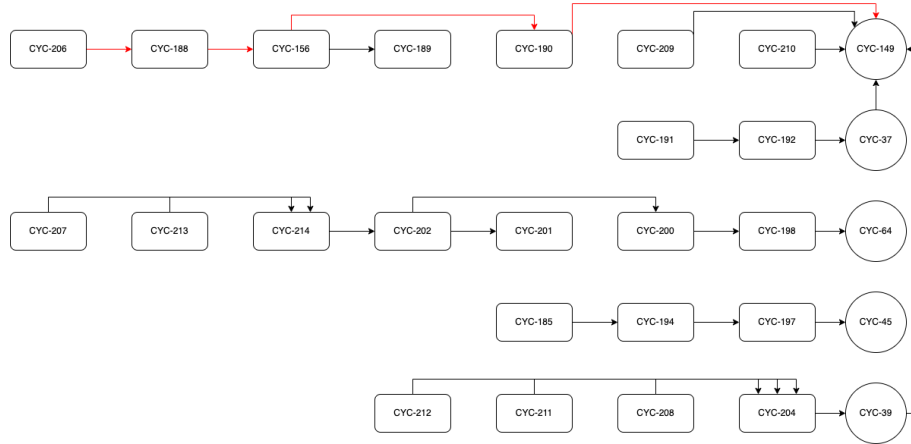 CYC-206 CYC-188 CYC-156 CYC-189 CYC-190 CYC-209 CYC-210 CYC-149
CYC-191 CYC-192 CYC-37
CYC-207 CYC-213 CYC-214 CYC-202 CYC-201 CYC-200 CYC-198 CYC-64
CYC-185 CYC-194 CYC-197 CYC-45
CYC-212 CYC-211 CYC-208 CYC-204 CYC-39